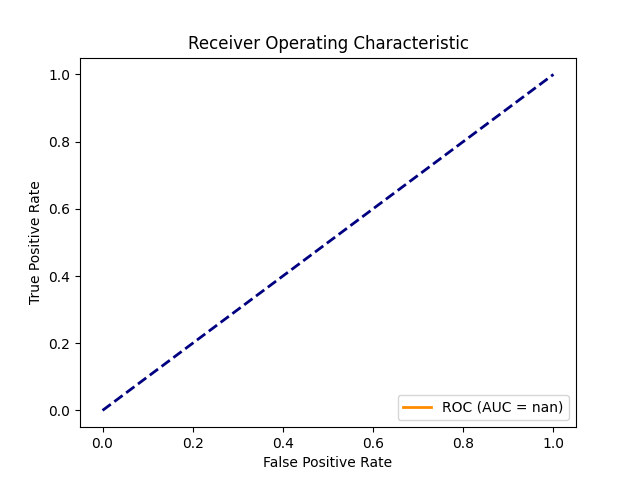 Receiver Operating Characteristic
True Positive Rate
1.0
0.8
0.6
0.4
0.2
0.0
ROC (AUC = nan)
0.0 0.2 0.4 0.6 0.8 1.0
False Positive Rate